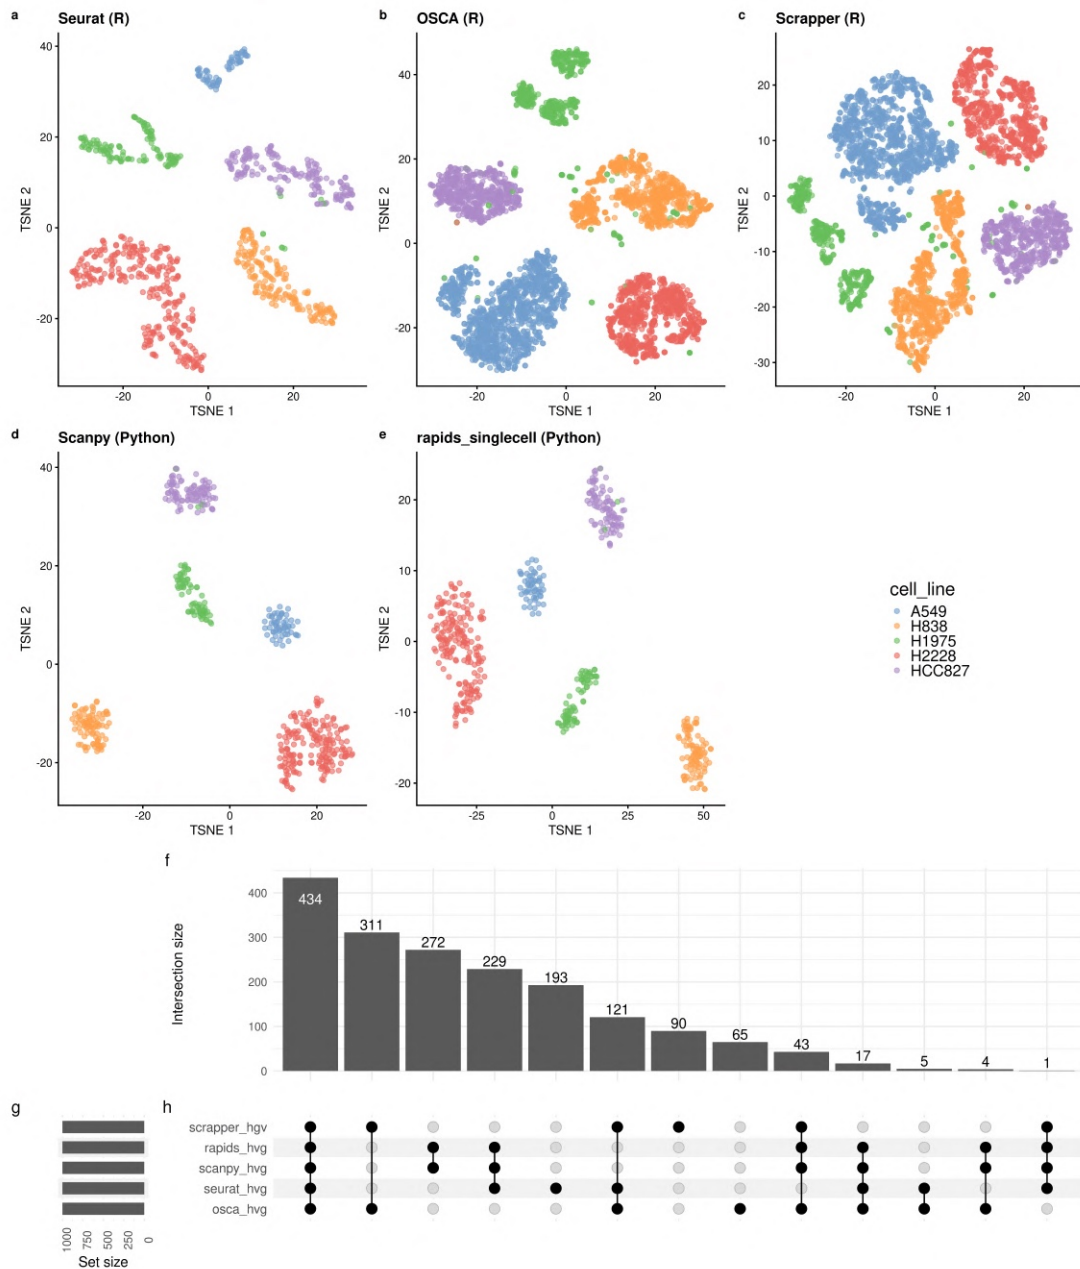 a Seurat (R)
40
20
0
-20
TSNE 2
-20 0 20
TSNE 1
b OSCA (R)
40
20
0
-20
TSNE 2
-20 0 20
TSNE 1
c Scrapper (R)
20
10
0
-10
-20
-30
TSNE 2
-20 0 20
TSNE 1
d Scanpy (Python)
40
20
0
-20
TSNE 2
-20 0 20
TSNE 1
e rapids_singlecell (Python)
20
10
0
-10
-20
TSNE 2
-25 0 25 50
TSNE 1
cell_line
A549
H838
H1975
H2228
HCC827
f
Intersection size
400
300
200
100
0
434 311 272 229 193 121 90 65 43 17 5 4 1
g
1000 750 500 250 0
Set size
h
scrapper_hgv
rapids_hvg
scanpy_hvg
seurat_hvg
osca_hvg